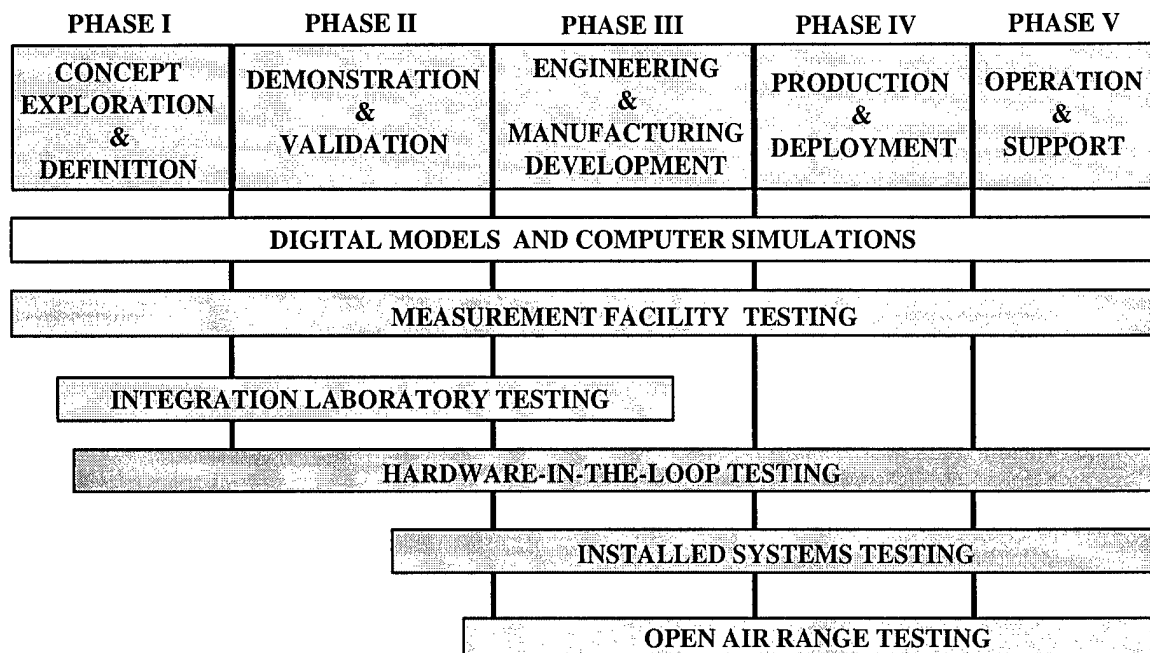 PHASE I PHASE II PHASE III PHASE IV PHASE V
CONCEPT
EXPLORATION
&
DEFINITION
DEMONSTRATION
&
VALIDATION
ENGINEERING
&
MANUFACTURING
DEVELOPMENT
PRODUCTION
&
DEPLOYMENT
OPERATION
&
SUPPORT
DIGITAL MODELS AND COMPUTER SIMULATIONS
MEASUREMENT FACILITY TESTING
INTEGRATION LABORATORY TESTING
HARDWARE-IN-THE-LOOP TESTING
INSTALLED SYSTEMS TESTING
OPEN AIR RANGE TESTING